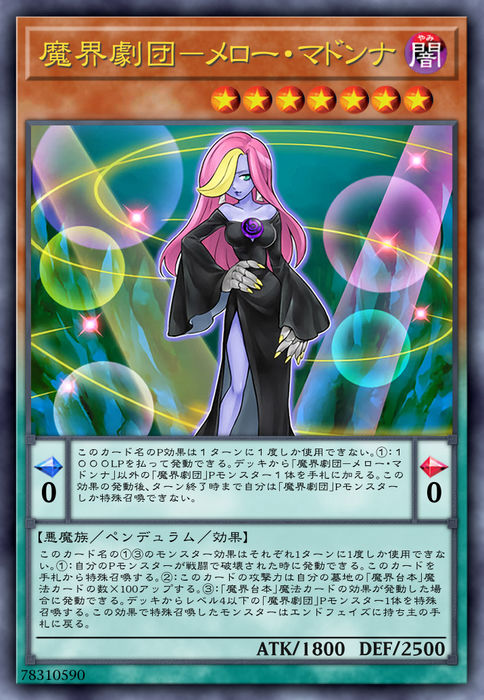 魔界劇団－メロー・マドンナ
やみ
闇
このカード名のP効果は1ターンに1度しか使用できない。①：1
０００LPを払って発動できる。デッキから「魔界劇団－メロー・マ
ドンナ」以外の「魔界劇団」Pモンスター1体を手札に加える。この
効果の発動後、ターン終了時まで自分は「魔界劇団」Pモンスター
しか特殊召喚できない。
0
0
【悪魔族／ペンデュラム／効果】
このカード名の①③のモンスター効果はそれぞれ1ターンに1度しか使用できな
い。①：自分のPモンスターが戦闘で破壊された時に発動できる。このカードを
手札から特殊召喚する。②：このカードの攻撃力は自分の墓地の「魔界台本」魔
法カードの数×100アップする。③：「魔界台本」魔法カードの効果が発動した場
合に発動できる。デッキからレベル4以下の「魔界劇団」Pモンスター1体を特殊
召喚する。この効果で特殊召喚したモンスターはエンドフェイズに持ち主の手
札に戻る。
ATK/1800 DEF/2500
78310590